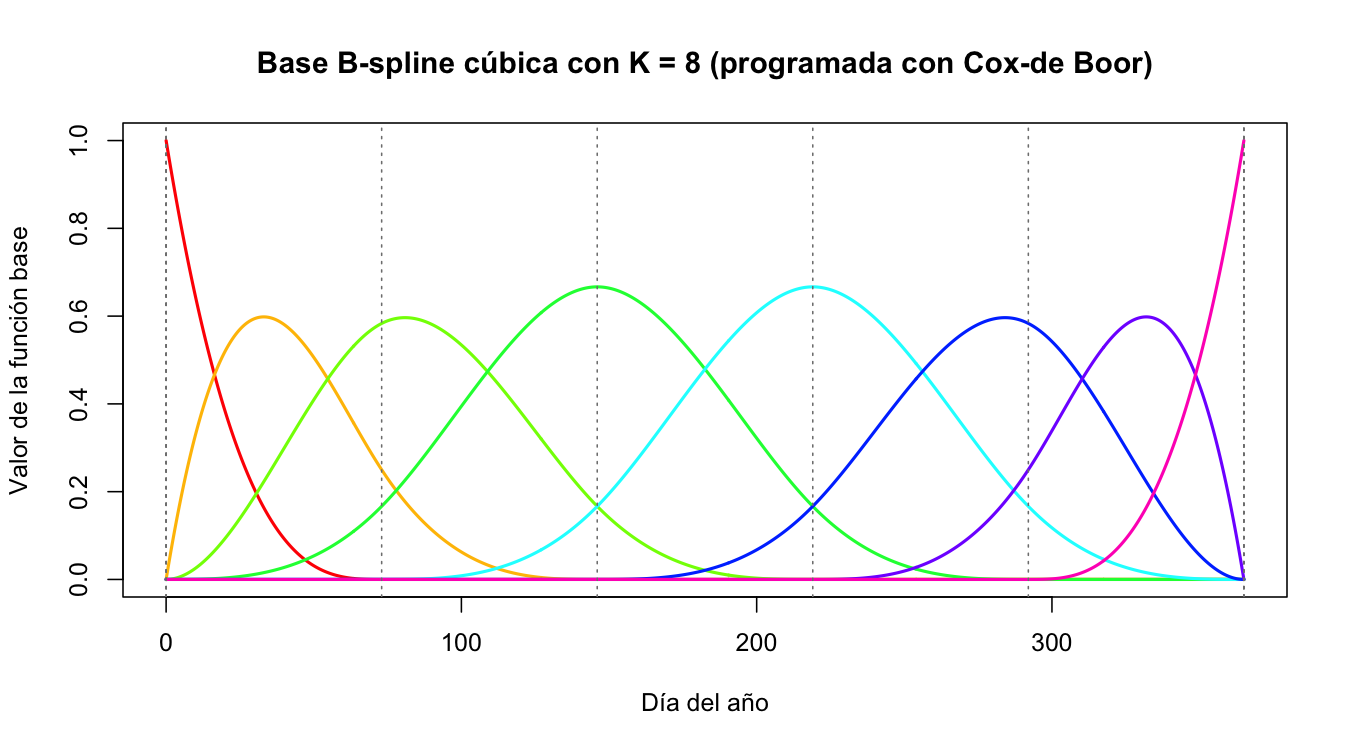 Base B-spline cúbica con K = 8 (programada con Cox-de Boor)
Valor de la función base
1.0
0.8
0.6
0.4
0.2
0.0
0 100 200 300
Día del año